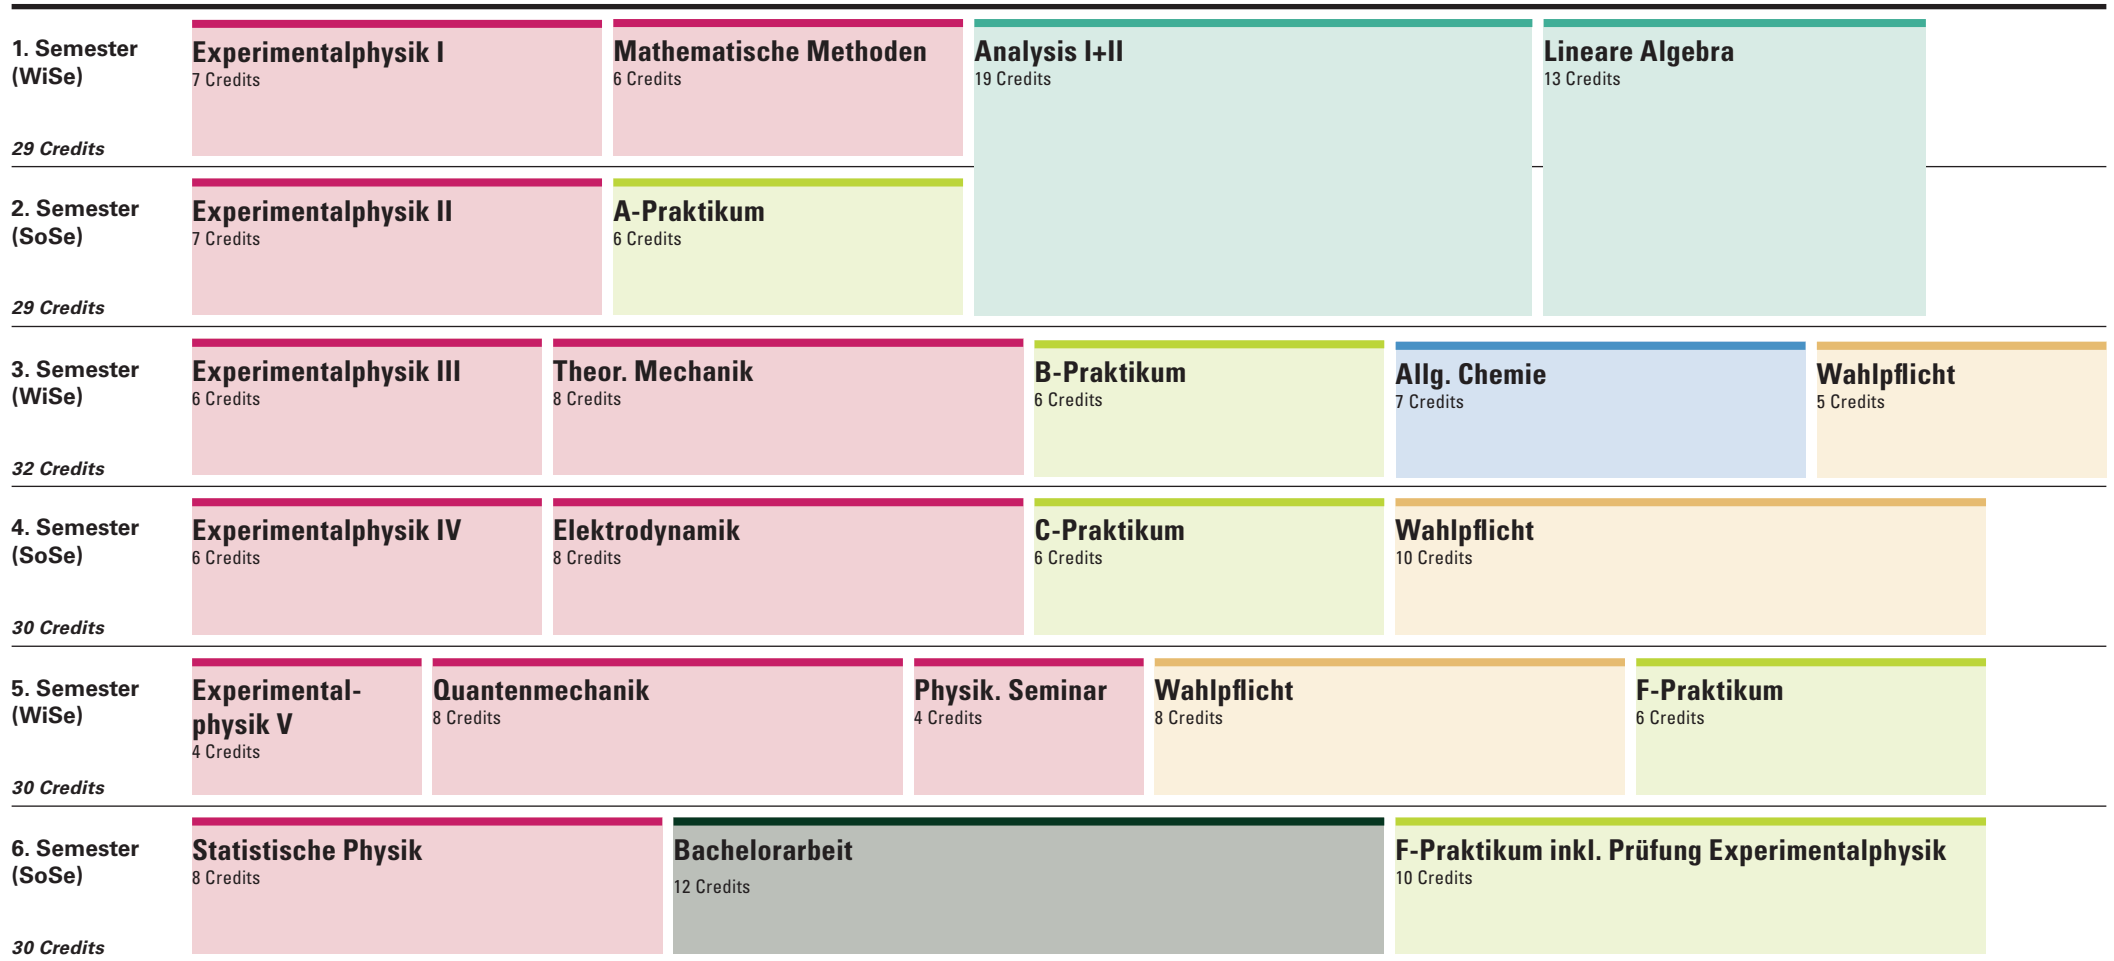 1. Semester
(WiSe)
29 Credits
Experimentalphysik I
7 Credits
Mathematische Methoden
6 Credits
Analysis I+II
19 Credits
Lineare Algebra
13 Credits
2. Semester
(SoSe)
29 Credits
Experimentalphysik II
7 Credits
A-Praktikum
6 Credits
3. Semester
(WiSe)
32 Credits
Experimentalphysik III
6 Credits
Theor. Mechanik
8 Credits
B-Praktikum
6 Credits
Allg. Chemie
7 Credits
Wahlpflicht
5 Credits
4. Semester
(SoSe)
30 Credits
Experimentalphysik IV
6 Credits
Elektrodynamik
8 Credits
C-Praktikum
6 Credits
Wahlpflicht
10 Credits
5. Semester
(WiSe)
30 Credits
Experimental-
physik V
4 Credits
Quantenmechanik
8 Credits
Physik. Seminar
4 Credits
Wahlpflicht
8 Credits
F-Praktikum
6 Credits
6. Semester
(SoSe)
30 Credits
Statistische Physik
8 Credits
Bachelorarbeit
12 Credits
F-Praktikum inkl. Prüfung Experimentalphysik
10 Credits